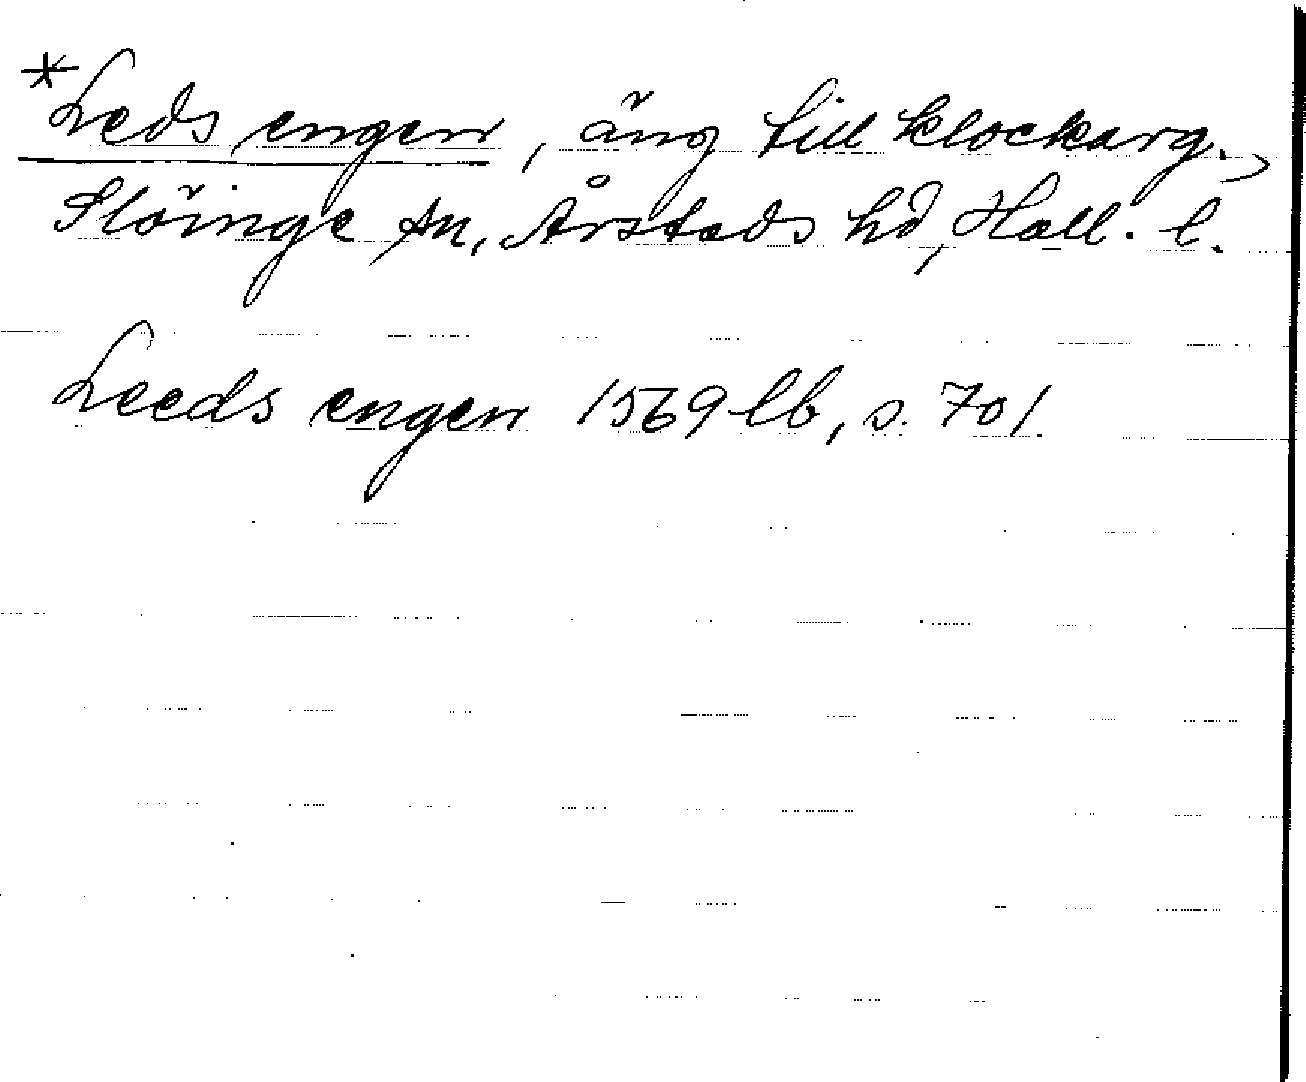 *Leds engen, äng till klockarg.,
Slöinge sn, Årstads hd, Hall. l.
Leeds engen 1569 lb, s. 701.